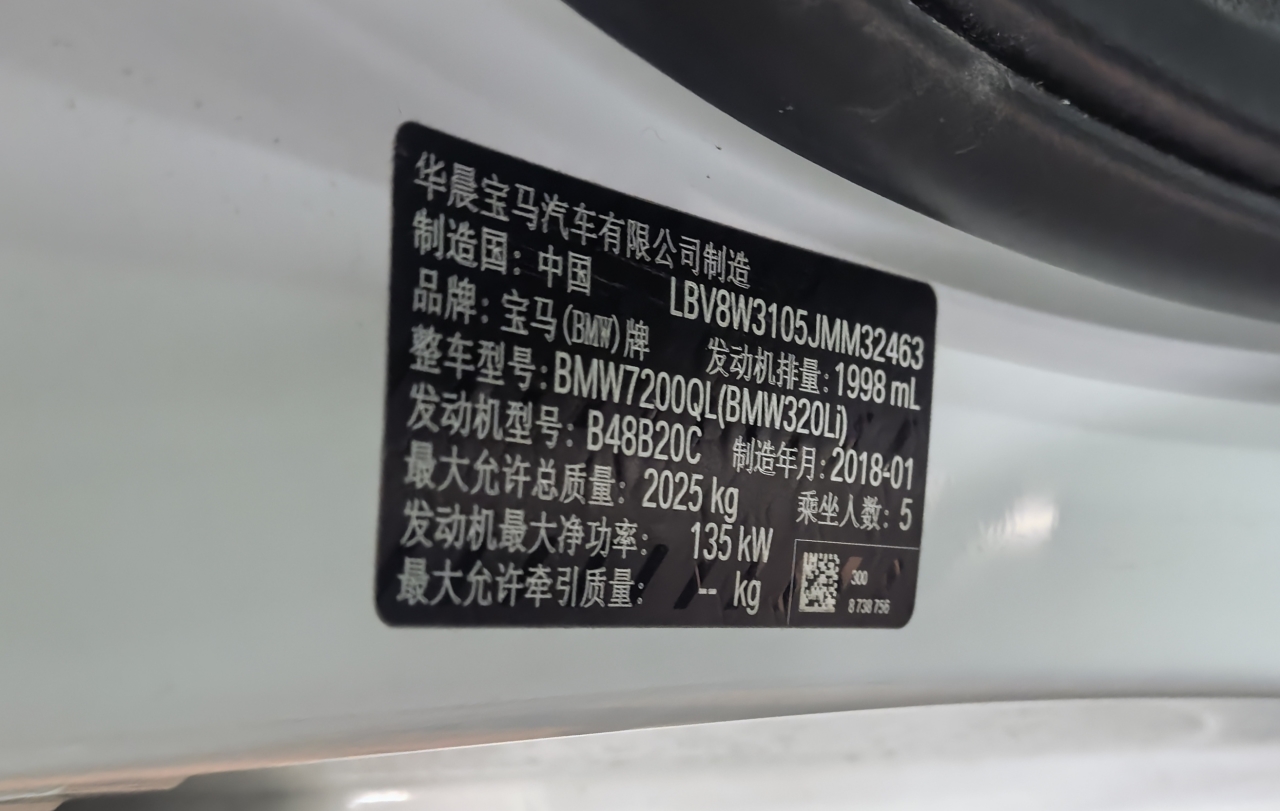 华晨宝马汽车有限公司制造
制造国：中国 LBV8W3105JMM32463
品牌：宝马(BMW)牌 发动机排量：1998 mL
整车型号：BMW7200QL(BMW320Li)
发动机型号：B48B20C 制造年月：2018-01
最大允许总质量：2025 kg 乘坐人数：5
发动机最大净功率：135 kW
最大允许牵引质量：-- kg
300
8 738 756